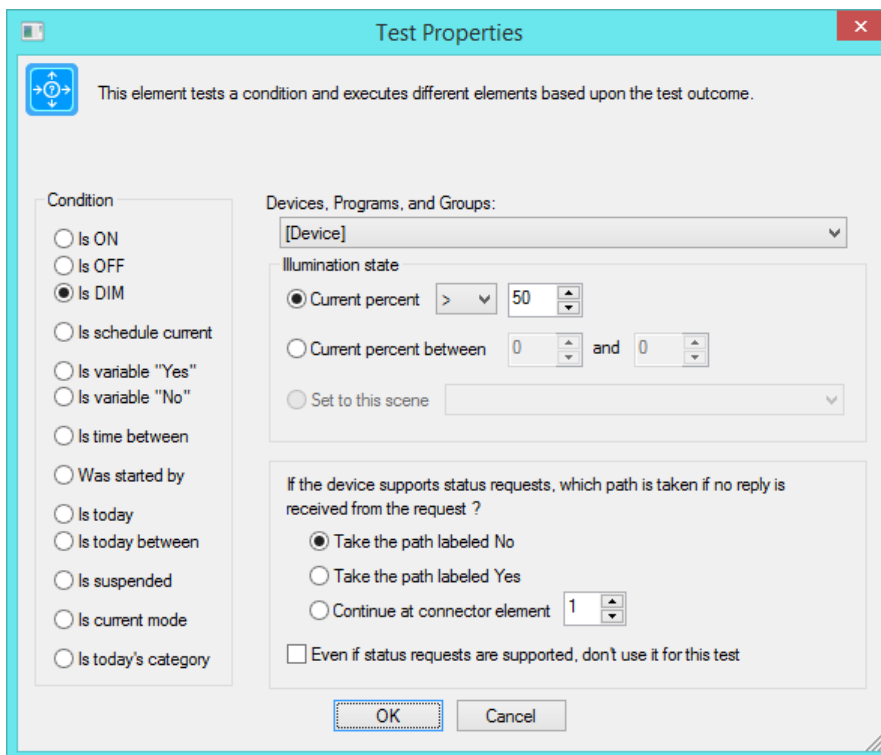 Test Properties
This element tests a condition and executes different elements based upon the test outcome.
Condition
Is ON
Is OFF
Is DIM
Is schedule current
Is variable "Yes"
Is variable "No"
Is time between
Was started by
Is today
Is today between
Is suspended
Is current mode
Is today's category
Devices, Programs, and Groups:
[Device]
Illumination state
Current percent > 50
Current percent between 0 and 0
Set to this scene
If the device supports status requests, which path is taken if no reply is
received from the request ?
Take the path labeled No
Take the path labeled Yes
Continue at connector element 1
Even if status requests are supported, don't use it for this test
OK Cancel